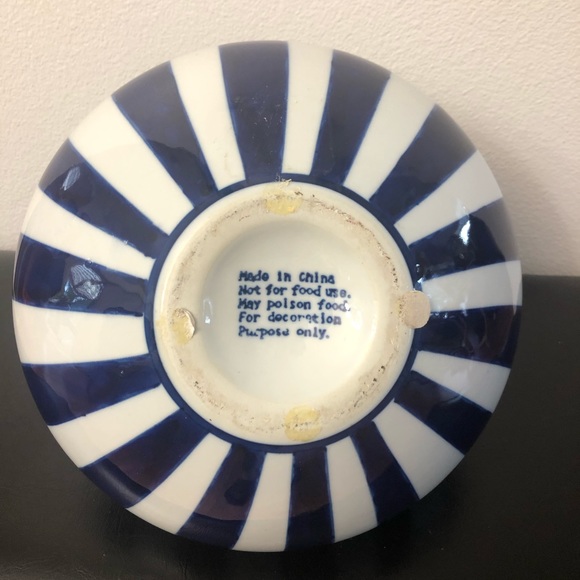 Made in China
Not for food use.
May poison food.
For decoration
Purpose only.